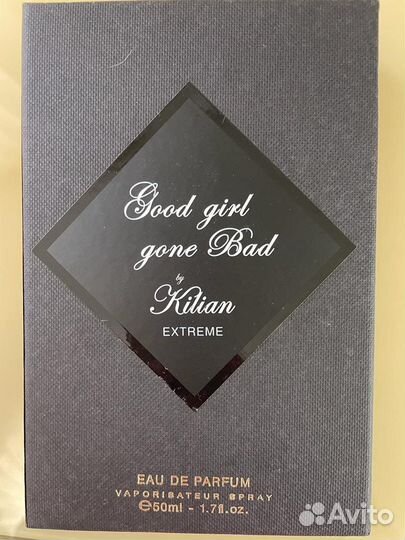 Good girl
gone Bad
by
Kilian
EXTREME
EAU DE PARFUM
VAPORISATEUR SPRAY
℮50ml - 1.7fl.oz.
Avito